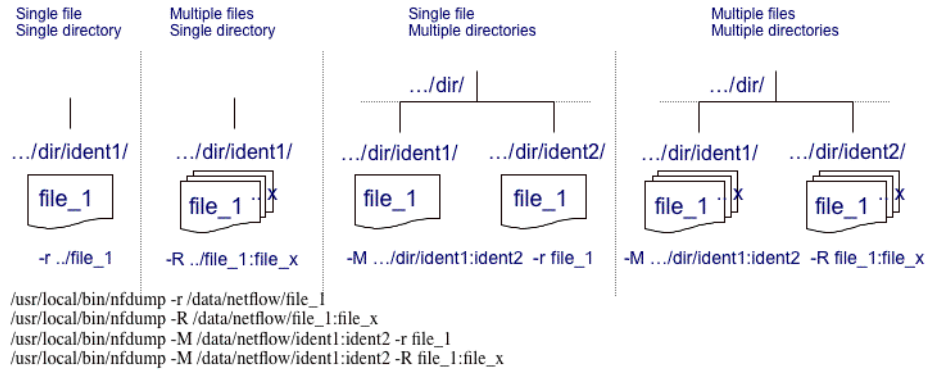 Single file
Single directory
Multiple files
Single directory
Single file
Multiple directories
Multiple files
Multiple directories
.../dir/
.../dir/
.../dir/ident1/
.../dir/ident1/
.../dir/ident1/
.../dir/ident2/
.../dir/ident1/
.../dir/ident2/
file_1
file_1 ..x
file_1
file_1
file_1 ..x
file_1 ..x
-r ../file_1
-R ../file_1:file_x
-M .../dir/ident1:ident2 -r file_1
-M .../dir/ident1:ident2 -R file_1:file_x
/usr/local/bin/nfdump -r /data/netflow/file_1
/usr/local/bin/nfdump -R /data/netflow/file_1:file_x
/usr/local/bin/nfdump -M /data/netflow/ident1:ident2 -r file_1
/usr/local/bin/nfdump -M /data/netflow/ident1:ident2 -R file_1:file_x